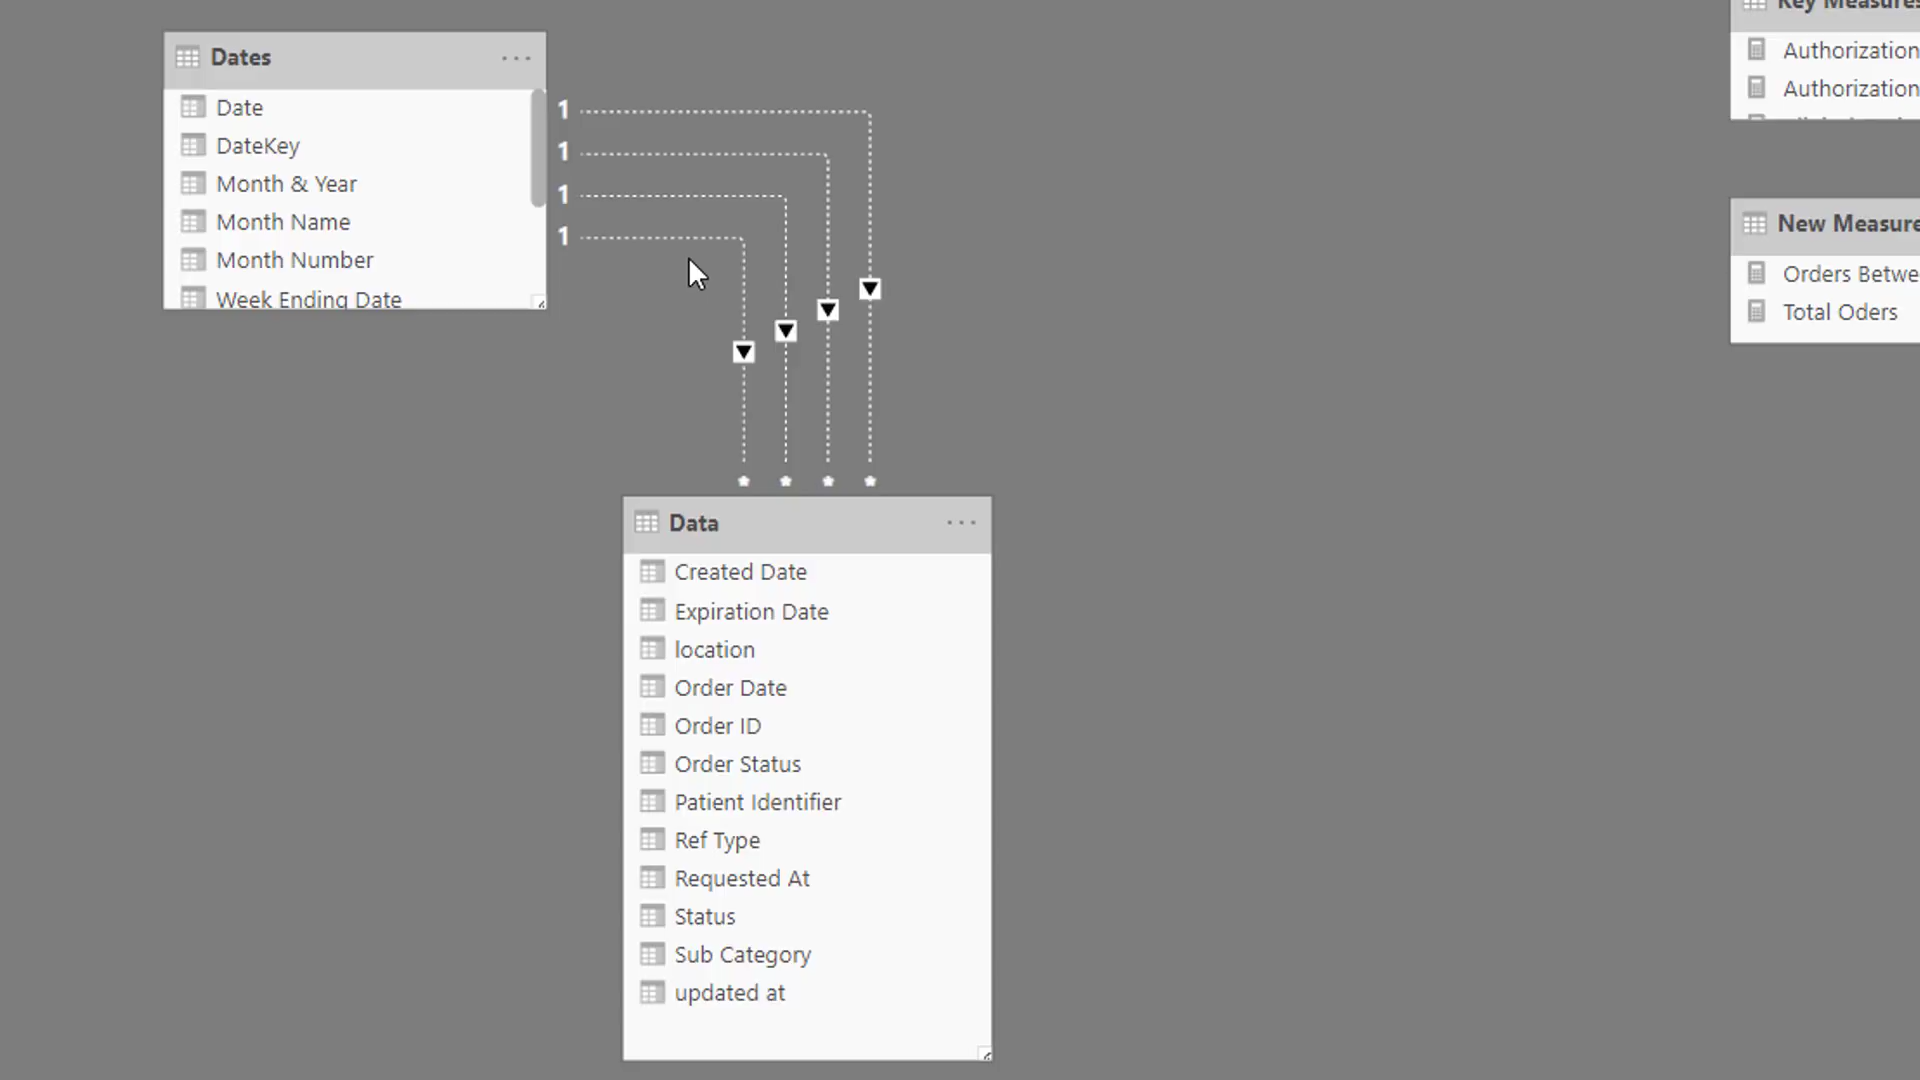 Dates
Date
DateKey
Month & Year
Month Name
Month Number
Week Ending Date
1
1
1
1
Data
Created Date
Expiration Date
location
Order Date
Order ID
Order Status
Patient Identifier
Ref Type
Requested At
Status
Sub Category
updated at
Key Measures
Authorization
Authorization
New Measure
Orders Betwe
Total Oders